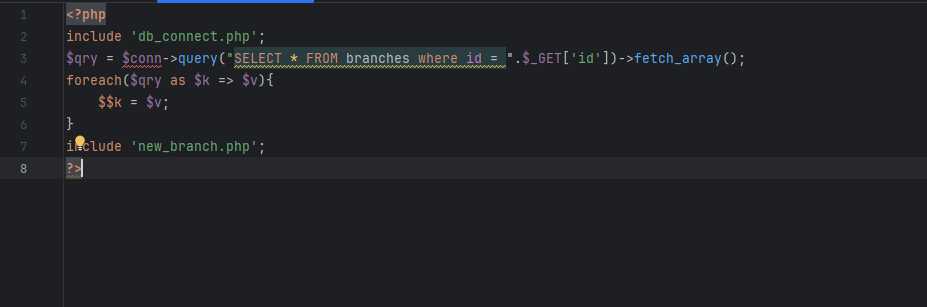 1 <?php
2 include 'db_connect.php';
3 $qry = $conn->query("SELECT * FROM branches where id = ".$_GET['id'])->fetch_array();
4 foreach($qry as $k => $v){
5     $$k = $v;
6 }
7 include 'new_branch.php';
8 ?>